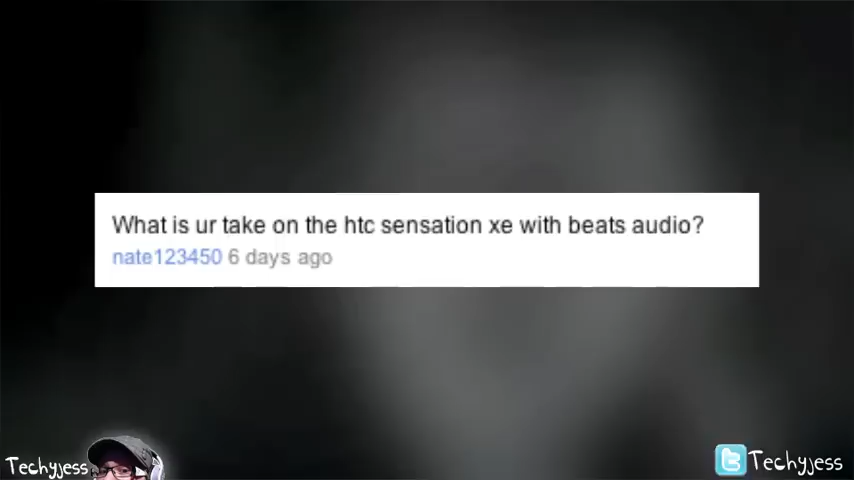 What is ur take on the htc sensation xe with beats audio?
nate123450 6 days ago
Techyjess
Techyjess